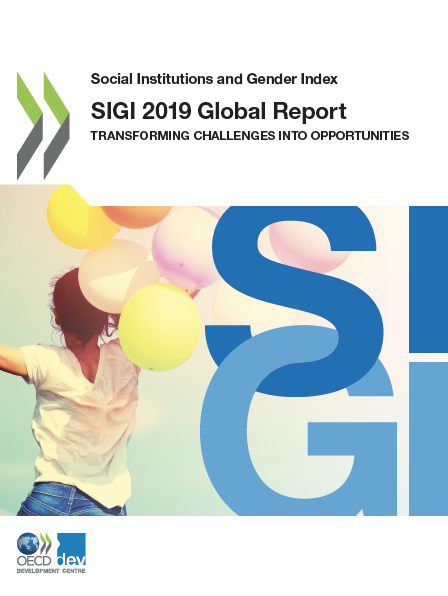 Social Institutions and Gender Index
SIGI 2019 Global Report
TRANSFORMING CHALLENGES INTO OPPORTUNITIES
SI
GI
OECD dev
DEVELOPMENT CENTRE